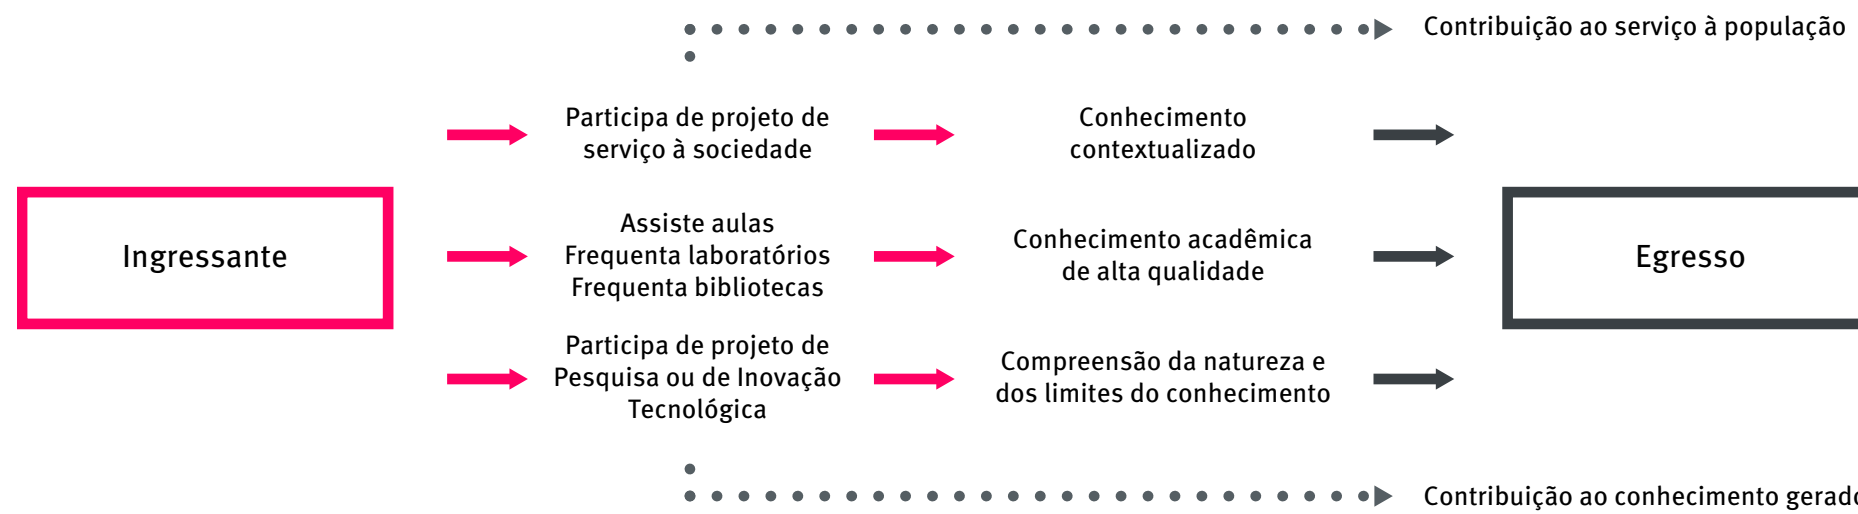 Contribuição ao serviço à população
Participa de projeto de
serviço à sociedade
Conhecimento
contextualizado
Ingressante
Assiste aulas
Frequenta laboratórios
Frequenta bibliotecas
Conhecimento acadêmica
de alta qualidade
Egresso
Participa de projeto de
Pesquisa ou de Inovação
Tecnológica
Compreensão da natureza e
dos limites do conhecimento
Contribuição ao conhecimento gerado